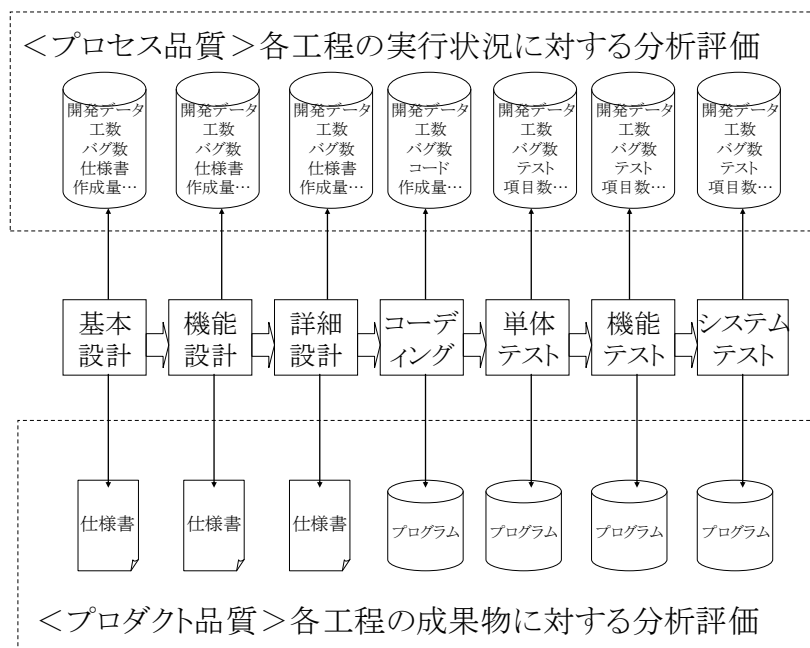 ＜プロセス品質＞各工程の実行状況に対する分析評価
開発データ
工数
バグ数
仕様書
作成量…
開発データ
工数
バグ数
仕様書
作成量…
開発データ
工数
バグ数
仕様書
作成量…
開発データ
工数
バグ数
コード
作成量…
開発データ
工数
バグ数
テスト
項目数…
開発データ
工数
バグ数
テスト
項目数…
開発データ
工数
バグ数
テスト
項目数…
基本
設計
機能
設計
詳細
設計
コーデ
ィング
単体
テスト
機能
テスト
システム
テスト
仕様書
仕様書
仕様書
プログラム
プログラム
プログラム
プログラム
＜プロダクト品質＞各工程の成果物に対する分析評価